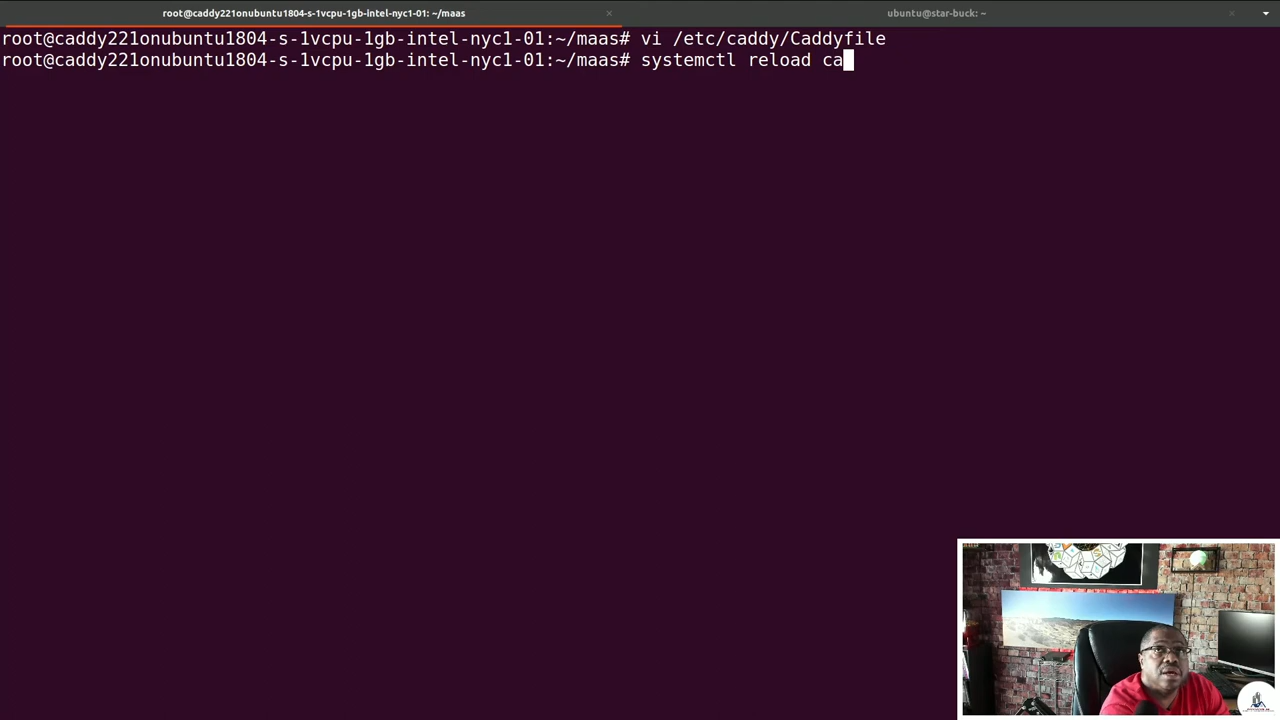 root@caddy221onubuntu1804-s-1vcpu-1gb-intel-nyc1-01: ~/maas
ubuntu@star-buck: ~
root@caddy221onubuntu1804-s-1vcpu-1gb-intel-nyc1-01:~/maas# vi /etc/caddy/Caddyfile
root@caddy221onubuntu1804-s-1vcpu-1gb-intel-nyc1-01:~/maas# systemctl reload ca